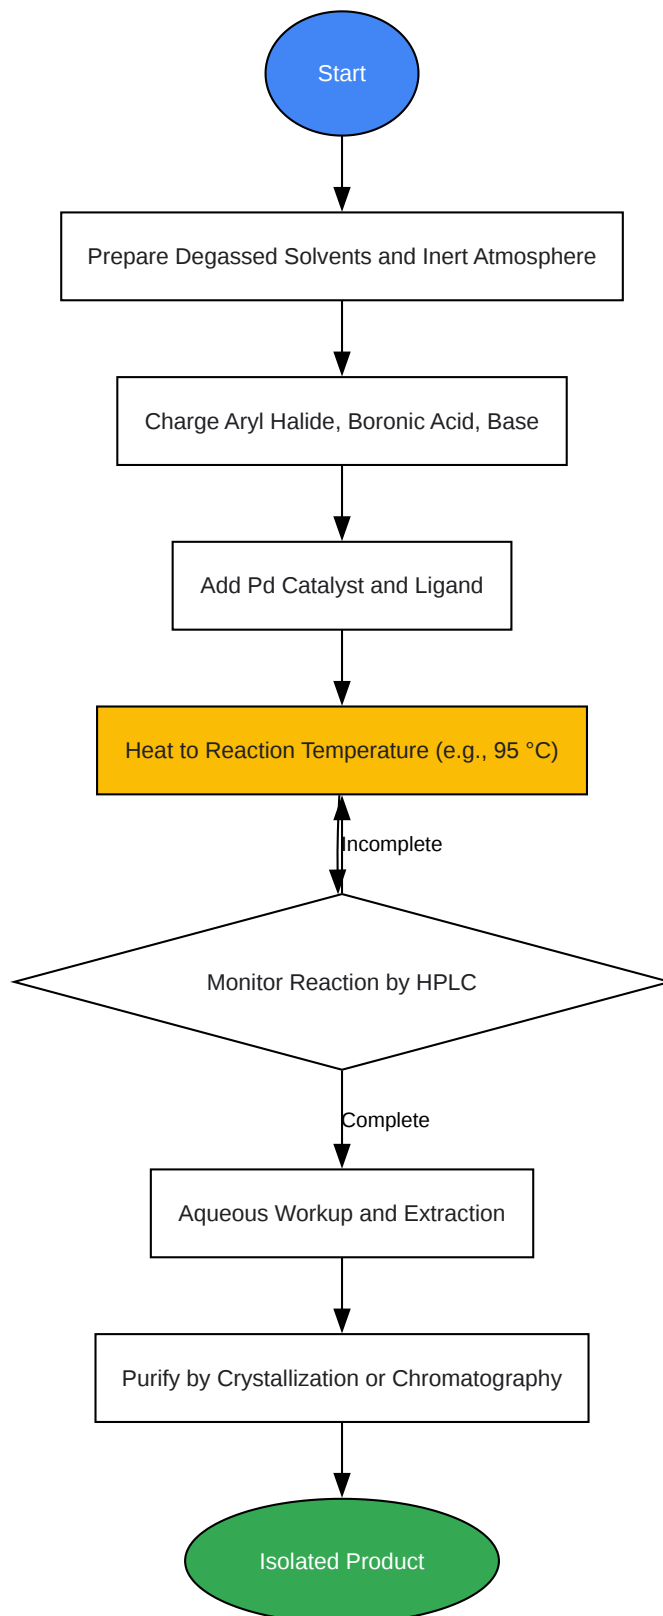 Start
Prepare Degassed Solvents and Inert Atmosphere
Charge Aryl Halide, Boronic Acid, Base
Add Pd Catalyst and Ligand
Heat to Reaction Temperature (e.g., 95 °C)
Incomplete
Monitor Reaction by HPLC
Complete
Aqueous Workup and Extraction
Purify by Crystallization or Chromatography
Isolated Product